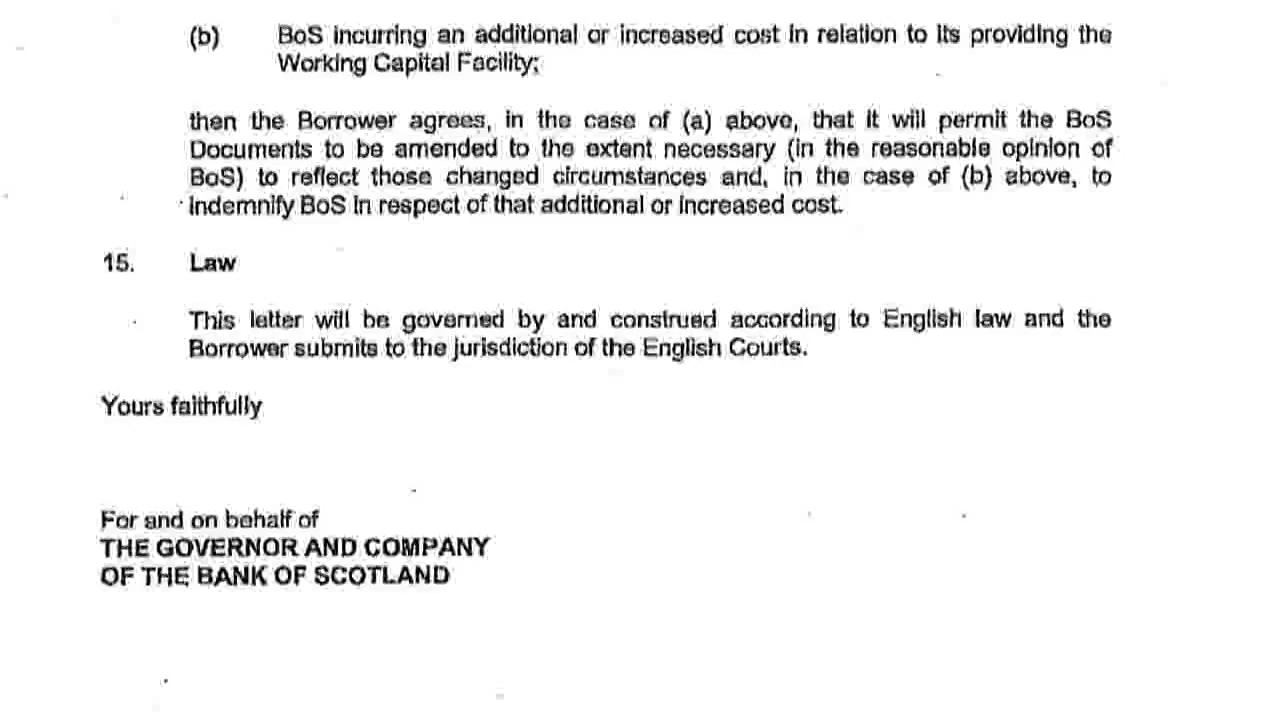 (b) BoS incurring an additional or increased cost in relation to its providing the
Working Capital Facility;
then the Borrower agrees, in the case of (a) above, that it will permit the BoS
Documents to be amended to the extent necessary (in the reasonable opinion of
BoS) to reflect those changed circumstances and, in the case of (b) above, to
indemnify BoS in respect of that additional or increased cost.
15. Law
This letter will be governed by and construed according to English law and the
Borrower submits to the jurisdiction of the English Courts.
Yours faithfully
For and on behalf of
THE GOVERNOR AND COMPANY
OF THE BANK OF SCOTLAND